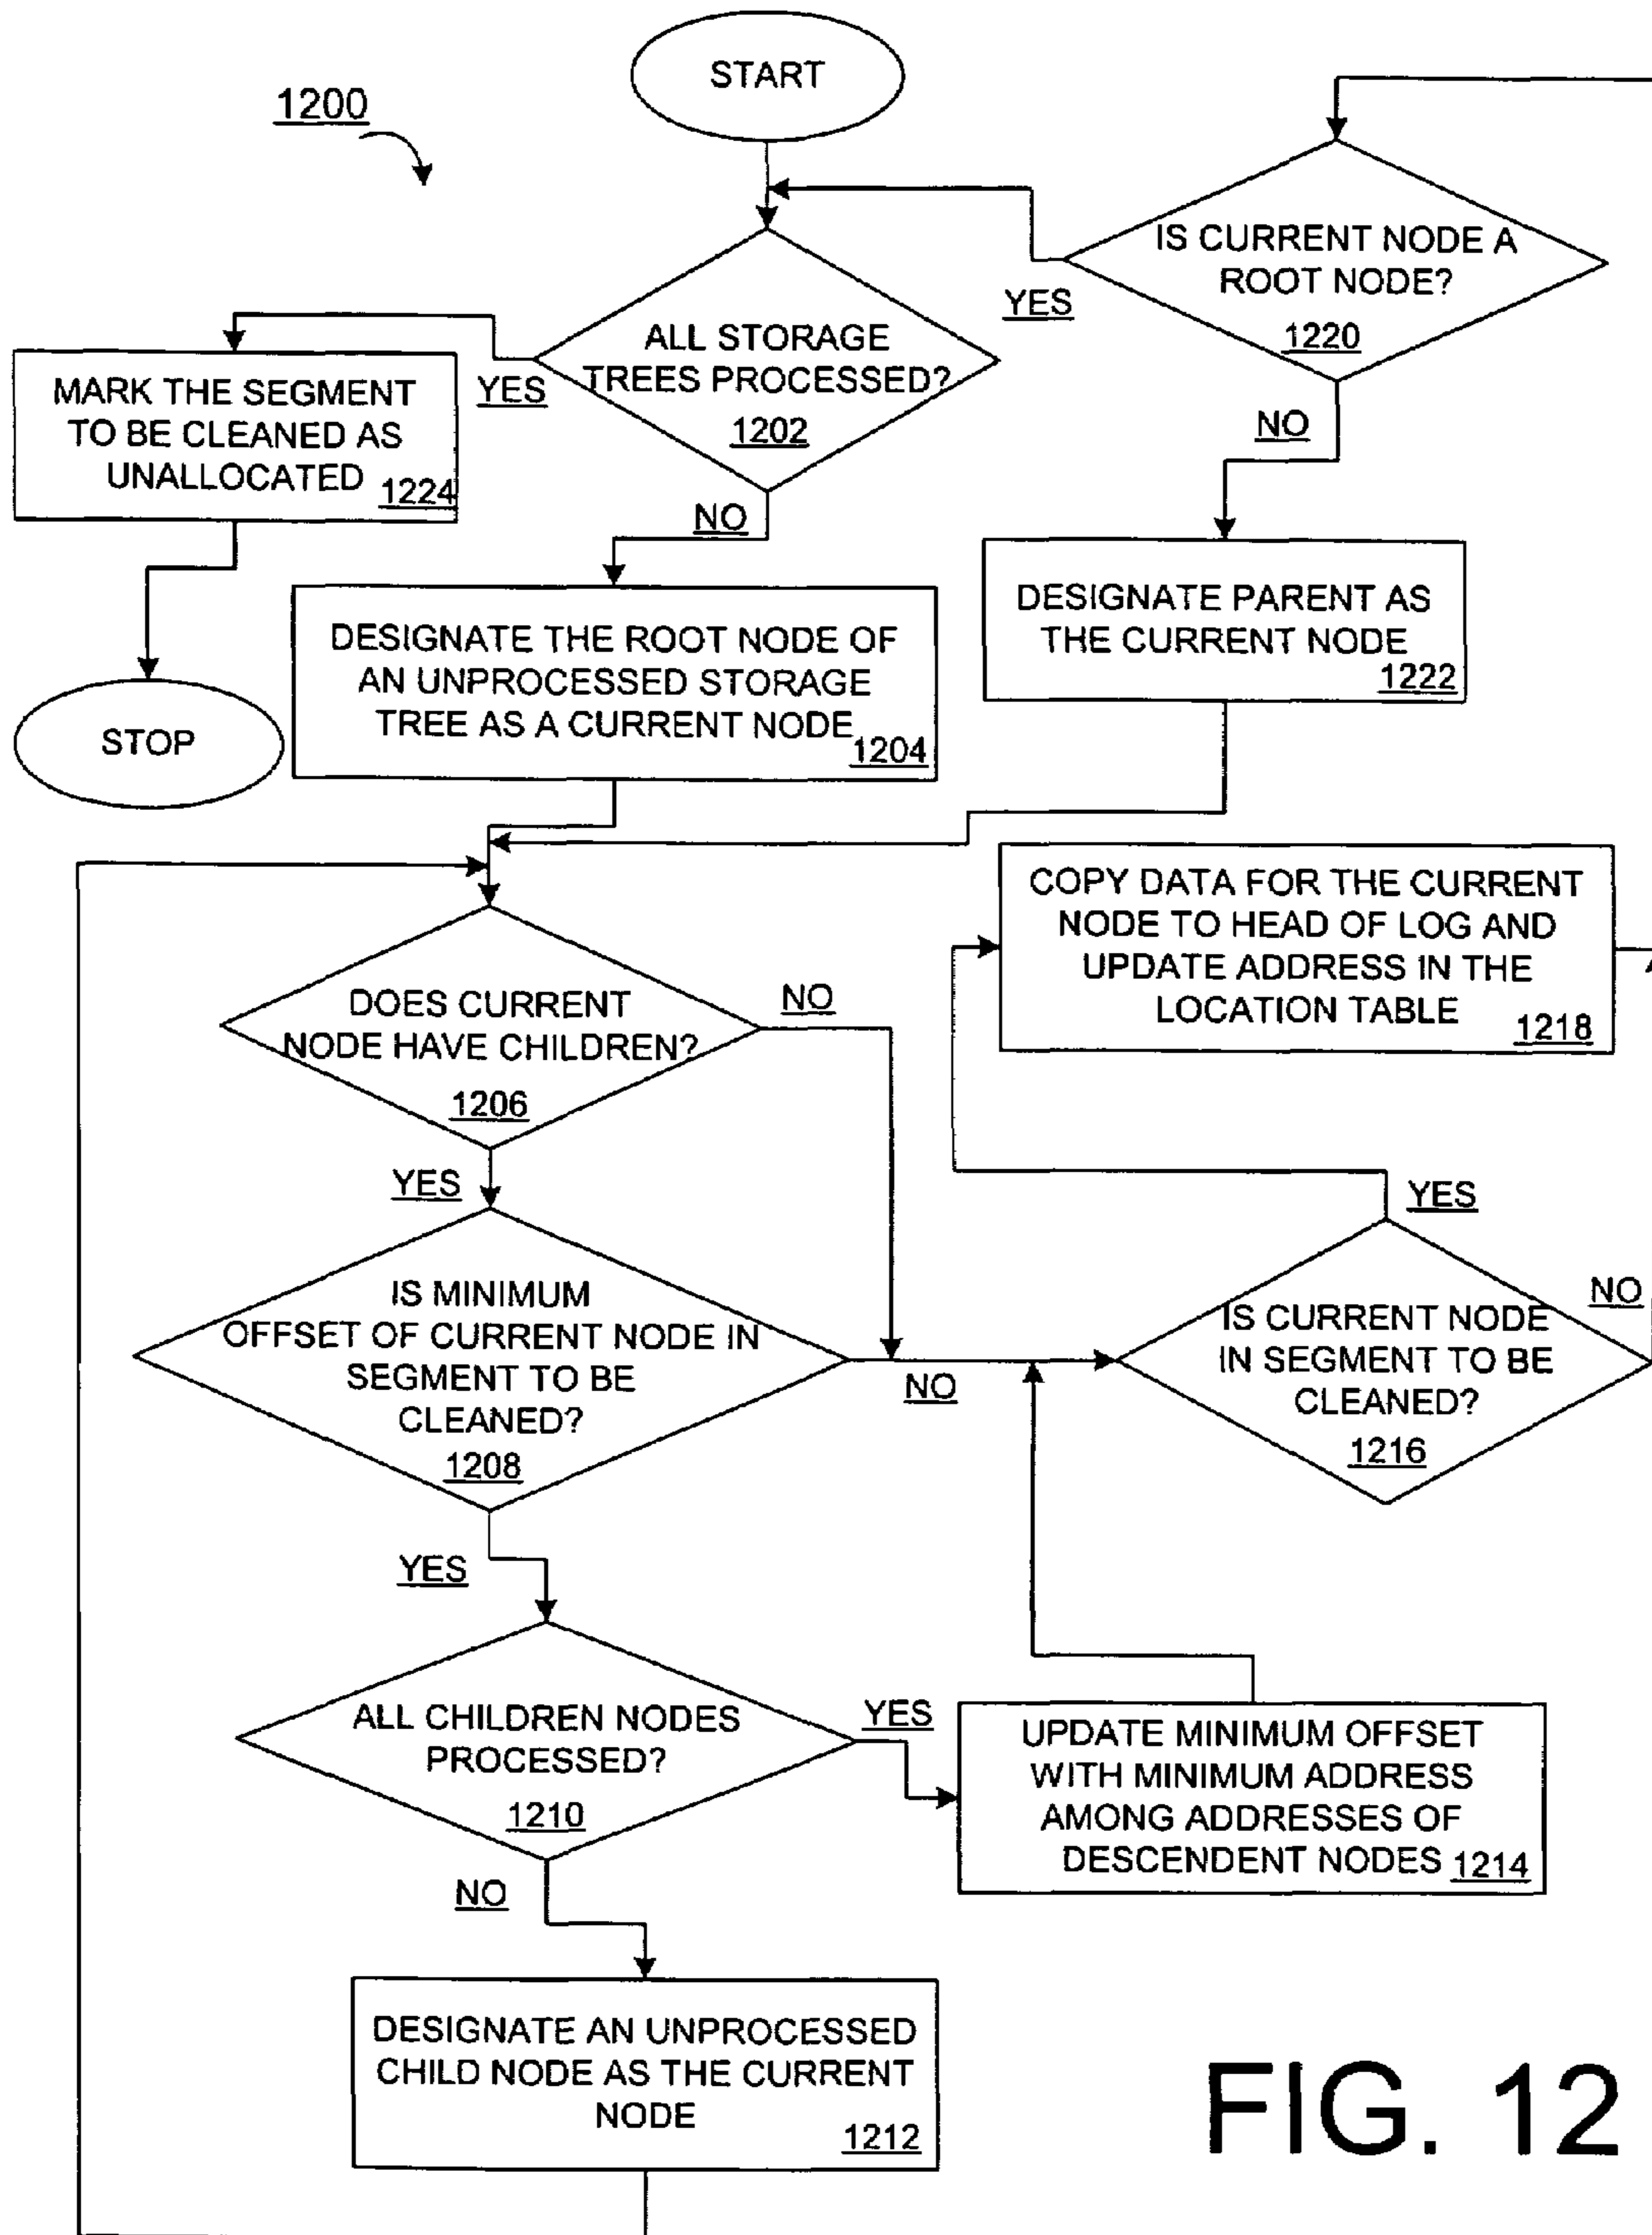 START
1200
IS CURRENT NODE A
ROOT NODE?
1220
YES
NO
ALL STORAGE
TREES PROCESSED?
1202
YES
NO
MARK THE SEGMENT
TO BE CLEANED AS
UNALLOCATED 1224
STOP
DESIGNATE THE ROOT NODE OF
AN UNPROCESSED STORAGE
TREE AS A CURRENT NODE
1204
DESIGNATE PARENT AS
THE CURRENT NODE
1222
DOES CURRENT
NODE HAVE CHILDREN?
1206
NO
YES
COPY DATA FOR THE CURRENT
NODE TO HEAD OF LOG AND
UPDATE ADDRESS IN THE
LOCATION TABLE
1218
IS MINIMUM
OFFSET OF CURRENT NODE IN
SEGMENT TO BE
CLEANED?
1208
NO
YES
IS CURRENT NODE
IN SEGMENT TO BE
CLEANED?
1216
YES
NO
ALL CHILDREN NODES
PROCESSED?
1210
YES
NO
UPDATE MINIMUM OFFSET
WITH MINIMUM ADDRESS
AMONG ADDRESSES OF
DESCENDENT NODES 1214
DESIGNATE AN UNPROCESSED
CHILD NODE AS THE CURRENT
NODE
1212
FIG. 12